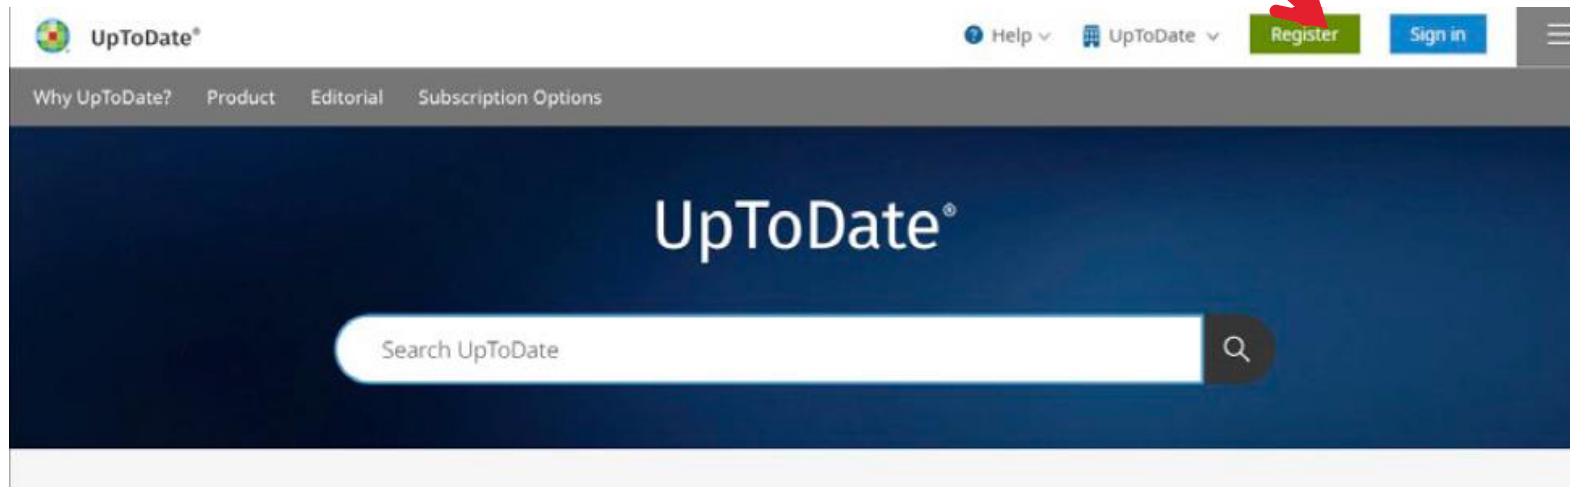 UpToDate® Help UpToDate Register Sign in
Why UpToDate? Product Editorial Subscription Options
UpToDate®
Search UpToDate